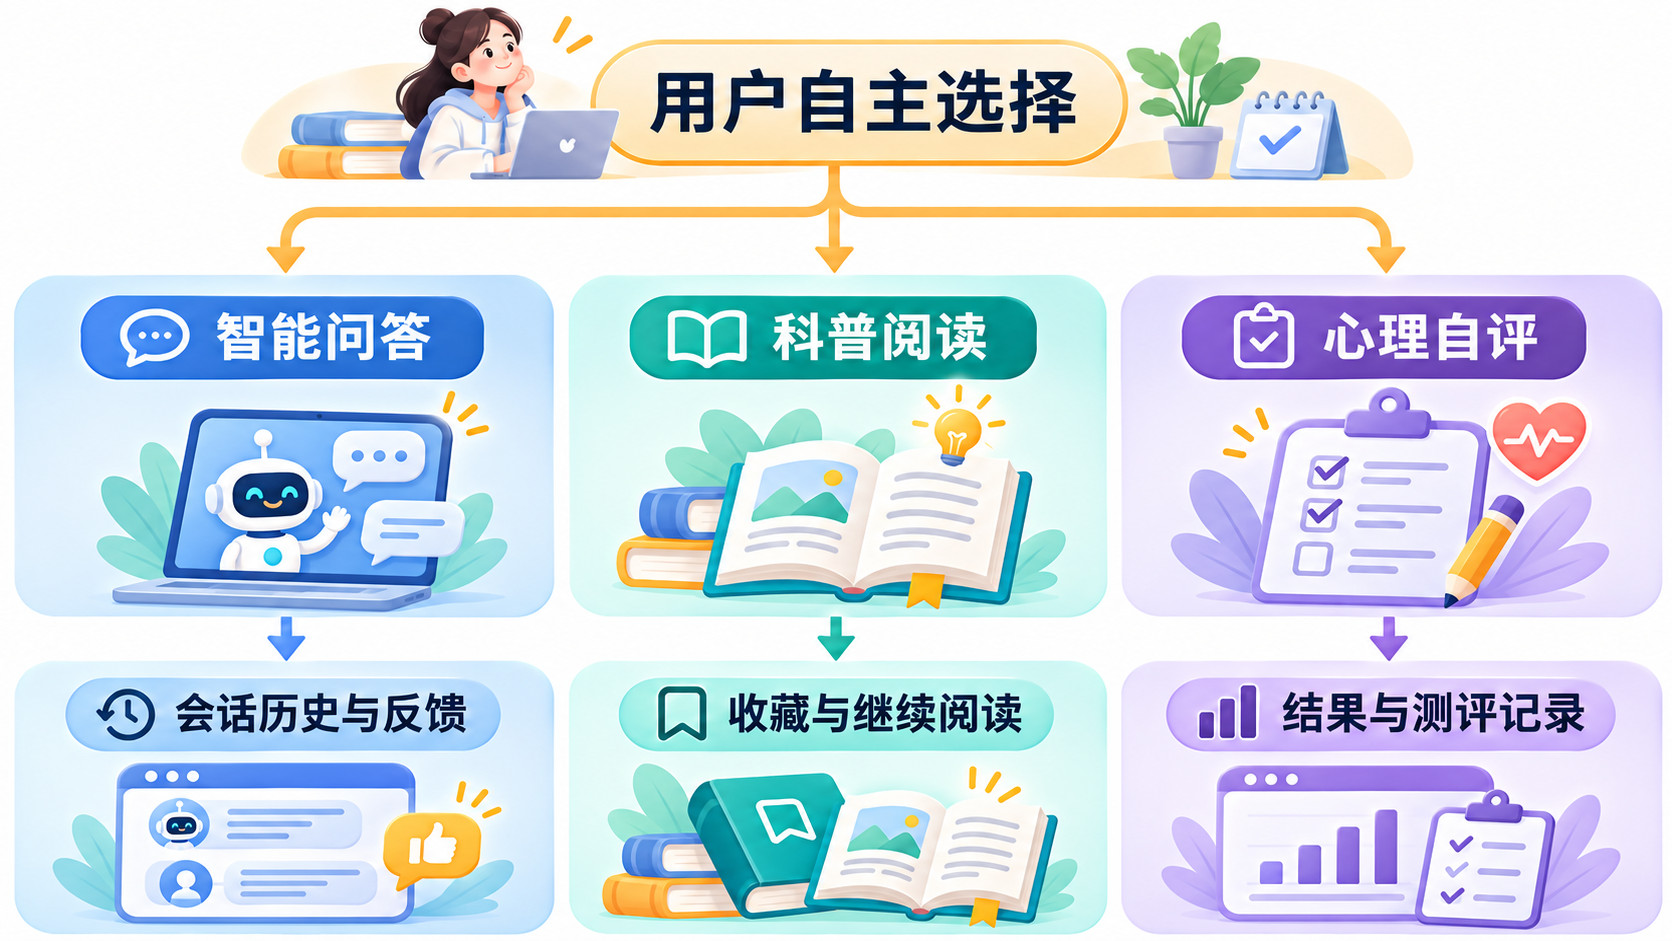 用户自主选择
智能问答
科普阅读
心理自评
会话历史与反馈
收藏与继续阅读
结果与测评记录